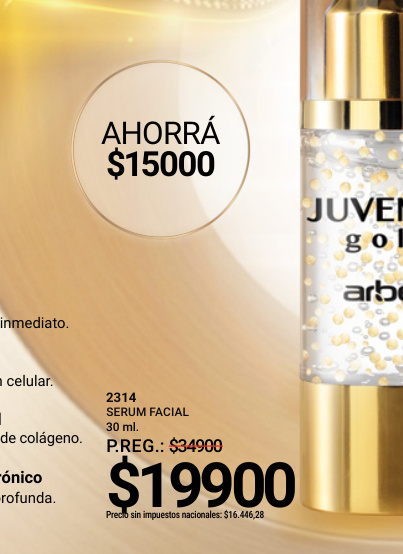 AHORRÁ
$15000
JUVEN
gol
arbe
inmediato.
celular.
de colágeno.
rónico
profunda.
2314
SERUM FACIAL
30 ml.
P.REG.: $34900
$19900
Precio sin impuestos nacionales: $16.446,28